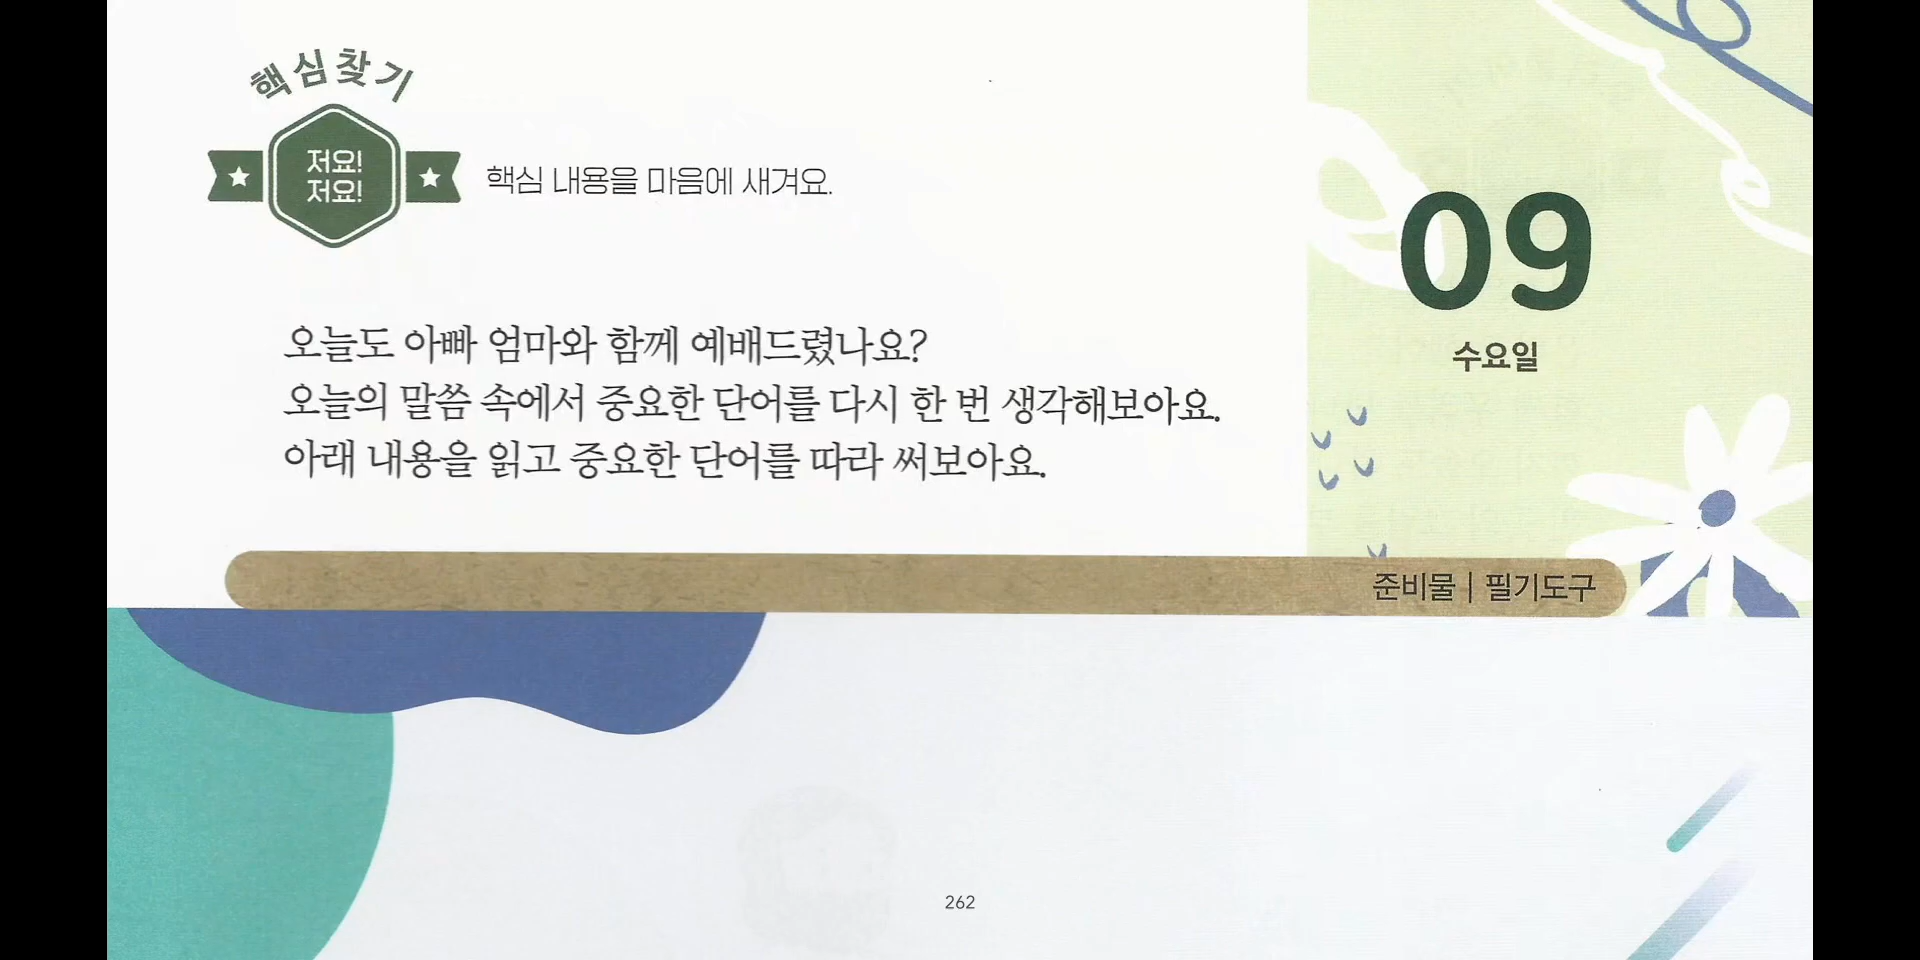 핵심찾기
저요!
저요!
핵심 내용을 마음에 새겨요.
09
수요일
오늘도 아빠 엄마와 함께 예배드렸나요?
오늘의 말씀 속에서 중요한 단어를 다시 한 번 생각해보아요.
아래 내용을 읽고 중요한 단어를 따라 써보아요.
준비물 | 필기도구
262